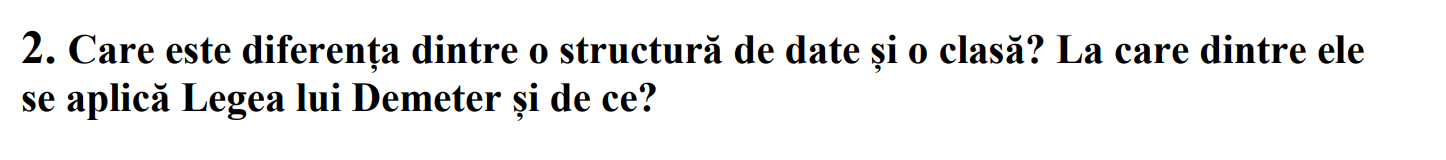 2. Care este diferența dintre o structură de date și o clasă? La care dintre ele
se aplică Legea lui Demeter și de ce?